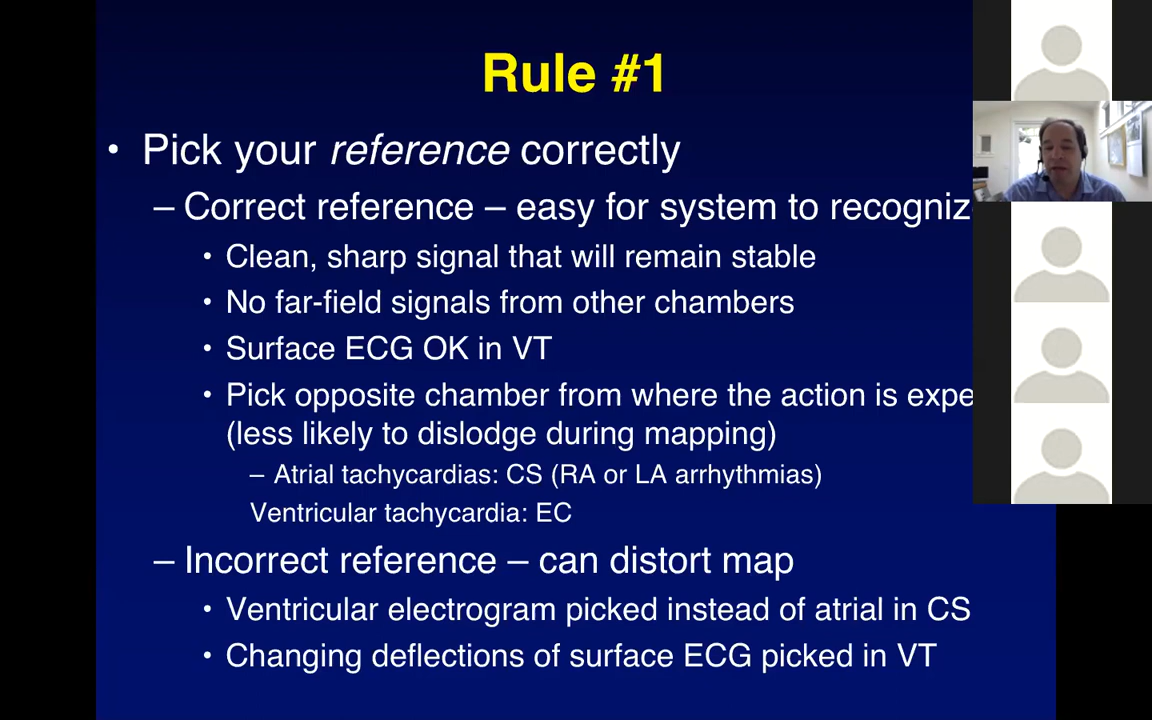 Rule #1
• Pick your reference correctly
– Correct reference – easy for system to recogniz
• Clean, sharp signal that will remain stable
• No far-field signals from other chambers
• Surface ECG OK in VT
• Pick opposite chamber from where the action is expe
(less likely to dislodge during mapping)
– Atrial tachycardias: CS (RA or LA arrhythmias)
Ventricular tachycardia: EC
– Incorrect reference – can distort map
• Ventricular electrogram picked instead of atrial in CS
• Changing deflections of surface ECG picked in VT